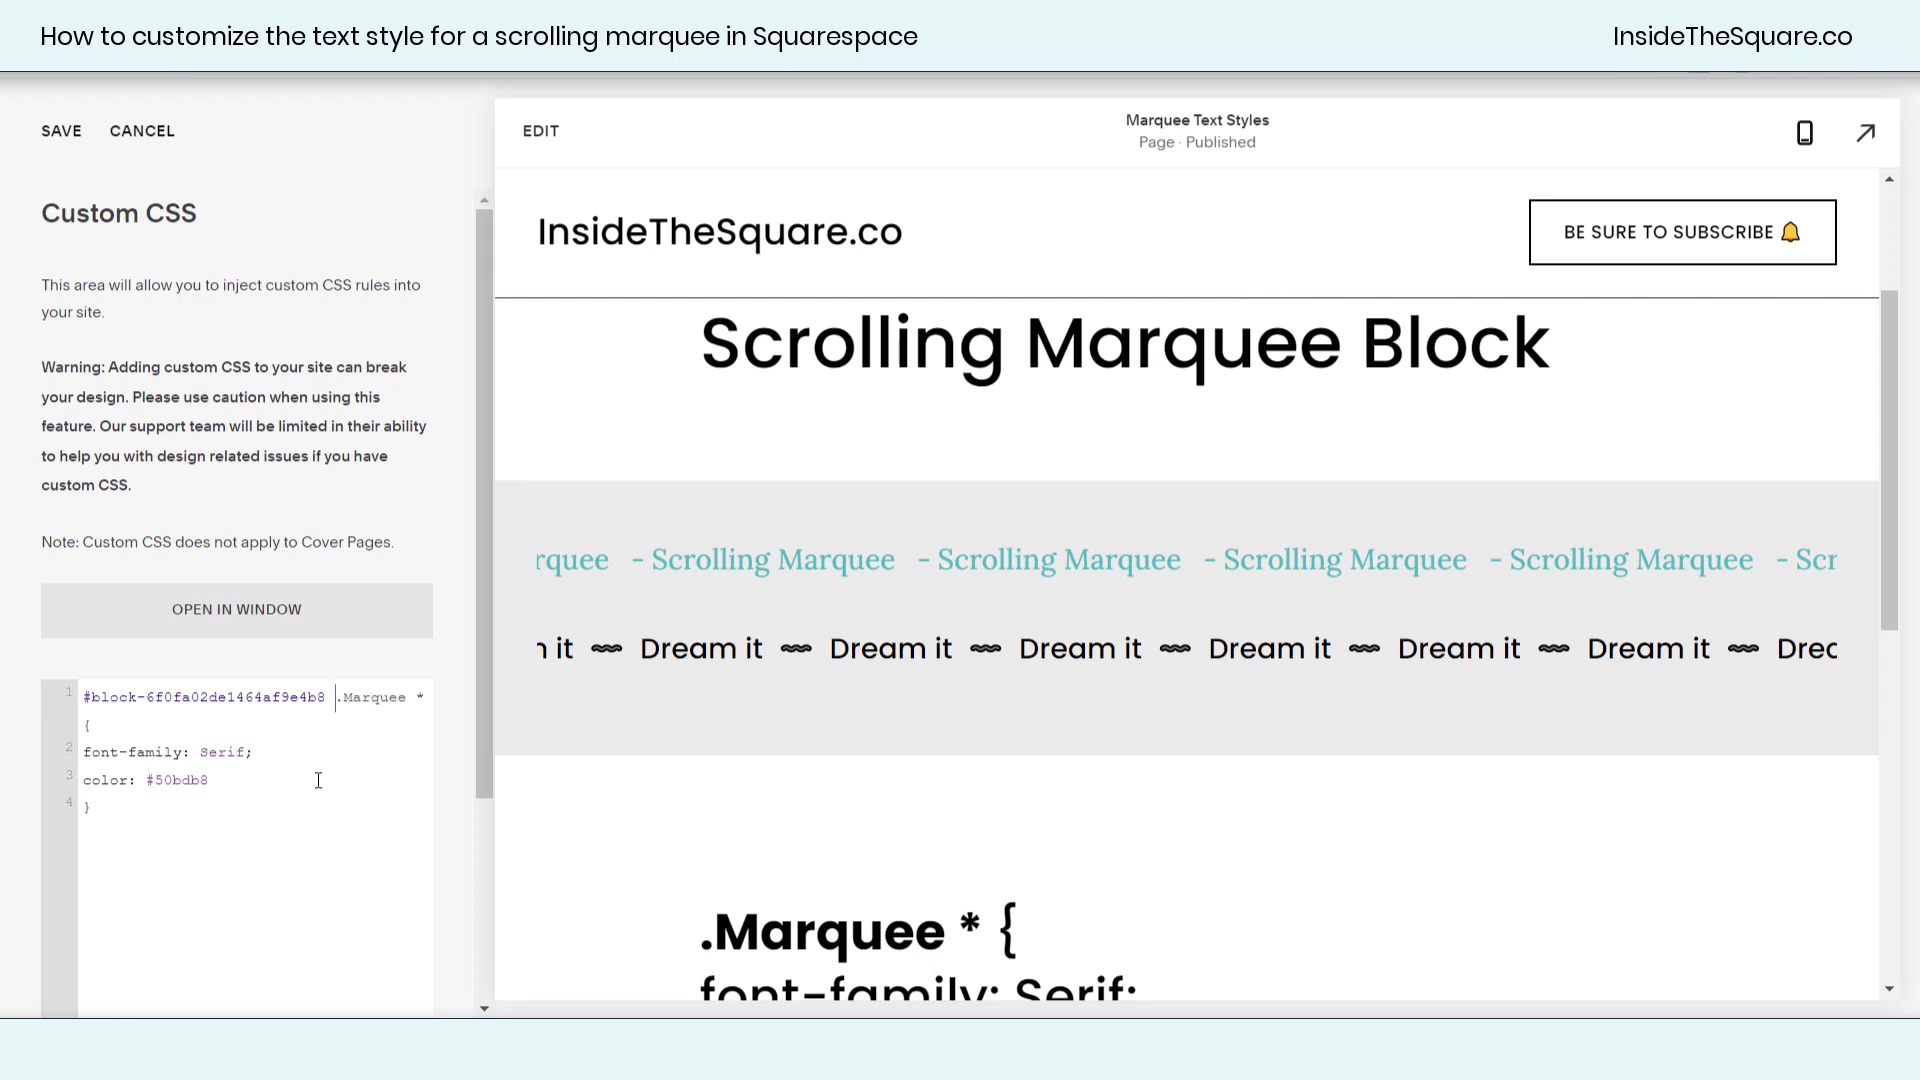 How to customize the text style for a scrolling marquee in Squarespace
InsideTheSquare.co
SAVE CANCEL
Custom CSS
This area will allow you to inject custom CSS rules into
your site.
Warning: Adding custom CSS to your site can break
your design. Please use caution when using this
feature. Our support team will be limited in their ability
to help you with design related issues if you have
custom CSS.
Note: Custom CSS does not apply to Cover Pages.
OPEN IN WINDOW
1 #block-6f0fa02de1464af9e4b8 .Marquee *
{
2 font-family: Serif;
3 color: #50bdb8
4 }
EDIT
Marquee Text Styles
Page · Published
InsideTheSquare.co
BE SURE TO SUBSCRIBE 🔔
Scrolling Marquee Block
rquee - Scrolling Marquee - Scrolling Marquee - Scrolling Marquee - Scrolling Marquee - Scr
n it Dream it Dream it Dream it Dream it Dream it Dream it Drea
.Marquee * {
font-family: Serif;